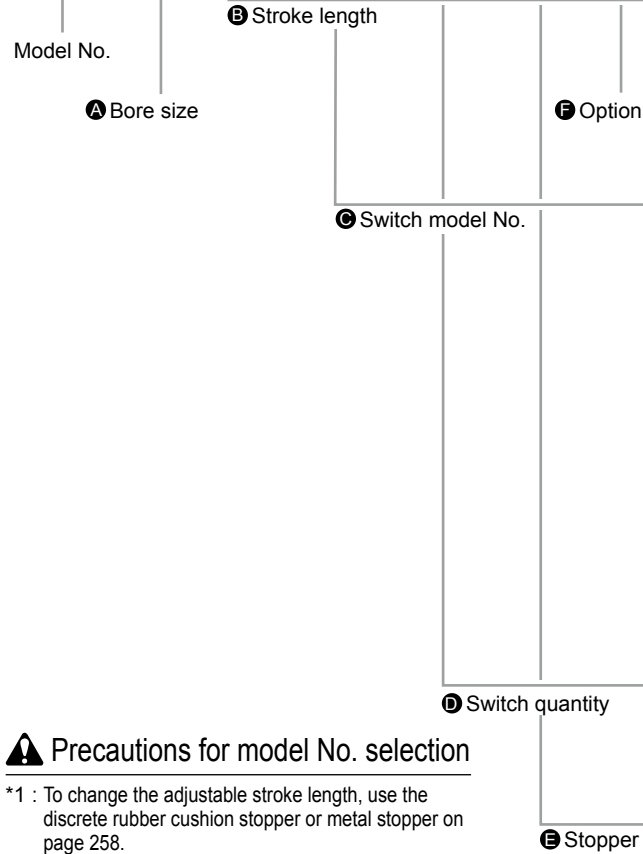 B Stroke length
Model No.
A Bore size
F Option
C Switch model No.
D Switch quantity
Precautions for model No. selection
*1 : To change the adjustable stroke length, use the
discrete rubber cushion stopper or metal stopper on
page 258.
E Stopper